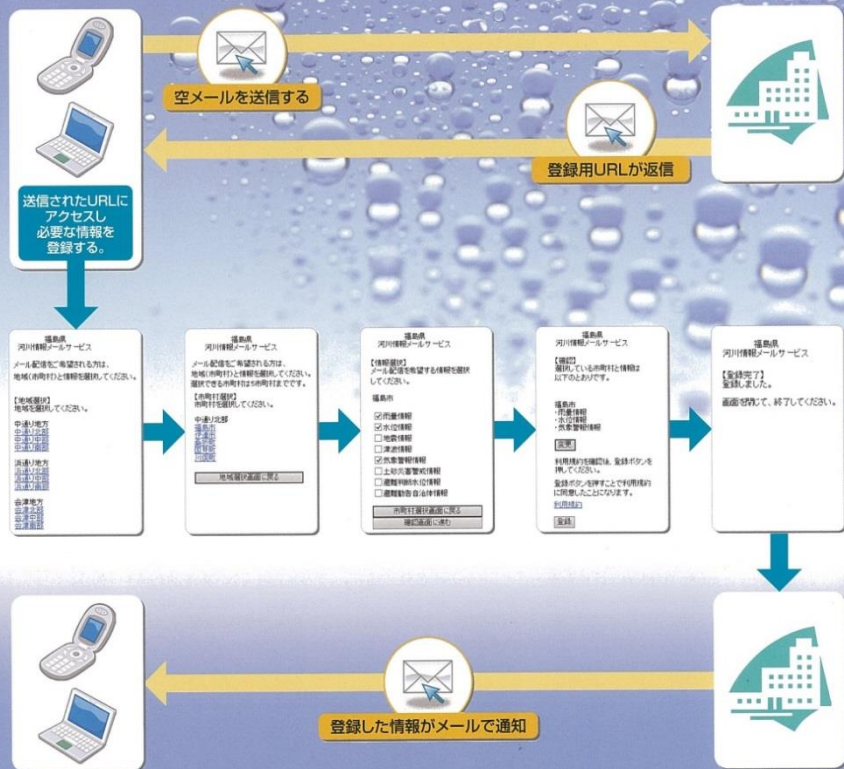 空メールを送信する
登録用URLが返信
送信されたURLに
アクセスし
必要な情報を
登録する。
福島県
河川情報メールサービス
メール配信をご希望される方は、
地域(市町村)と情報を選択してください。
【地域選択】
地域を選択してください。
中通り地方
中通り北部
中通り中部
中通り南部
浜通り地方
浜通り北部
浜通り中部
浜通り南部
会津地方
会津北部
会津中部
会津南部
福島県
河川情報メールサービス
メール配信をご希望される方は、
地域(市町村)と情報を選択してください。
選択できる市町村は5市町村までです。
【市町村選択】
市町村を選択してください。
中通り北部
福島市
地域選択画面に戻る
福島県
河川情報メールサービス
【情報選択】
メール配信を希望する情報を選択
してください。
福島市
☑雨量情報
☑水位情報
☐地震情報
☐津波情報
☑気象警報情報
☐土砂災害警戒情報
☐避難判断水位情報
☐避難勧告自治体情報
市町村選択画面に戻る
確認画面に進む
福島県
河川情報メールサービス
【確認】
選択している市町村と情報は
以下のとおりです。
福島市
・雨量情報
・水位情報
・気象警報情報
変更
利用規約を確認後、登録ボタンを
押してください。
登録ボタンを押すことで利用規約
に同意したことになります。
利用規約
登録
福島県
河川情報メールサービス
【登録完了】
登録しました。
画面を閉じて、終了してください。
登録した情報がメールで通知